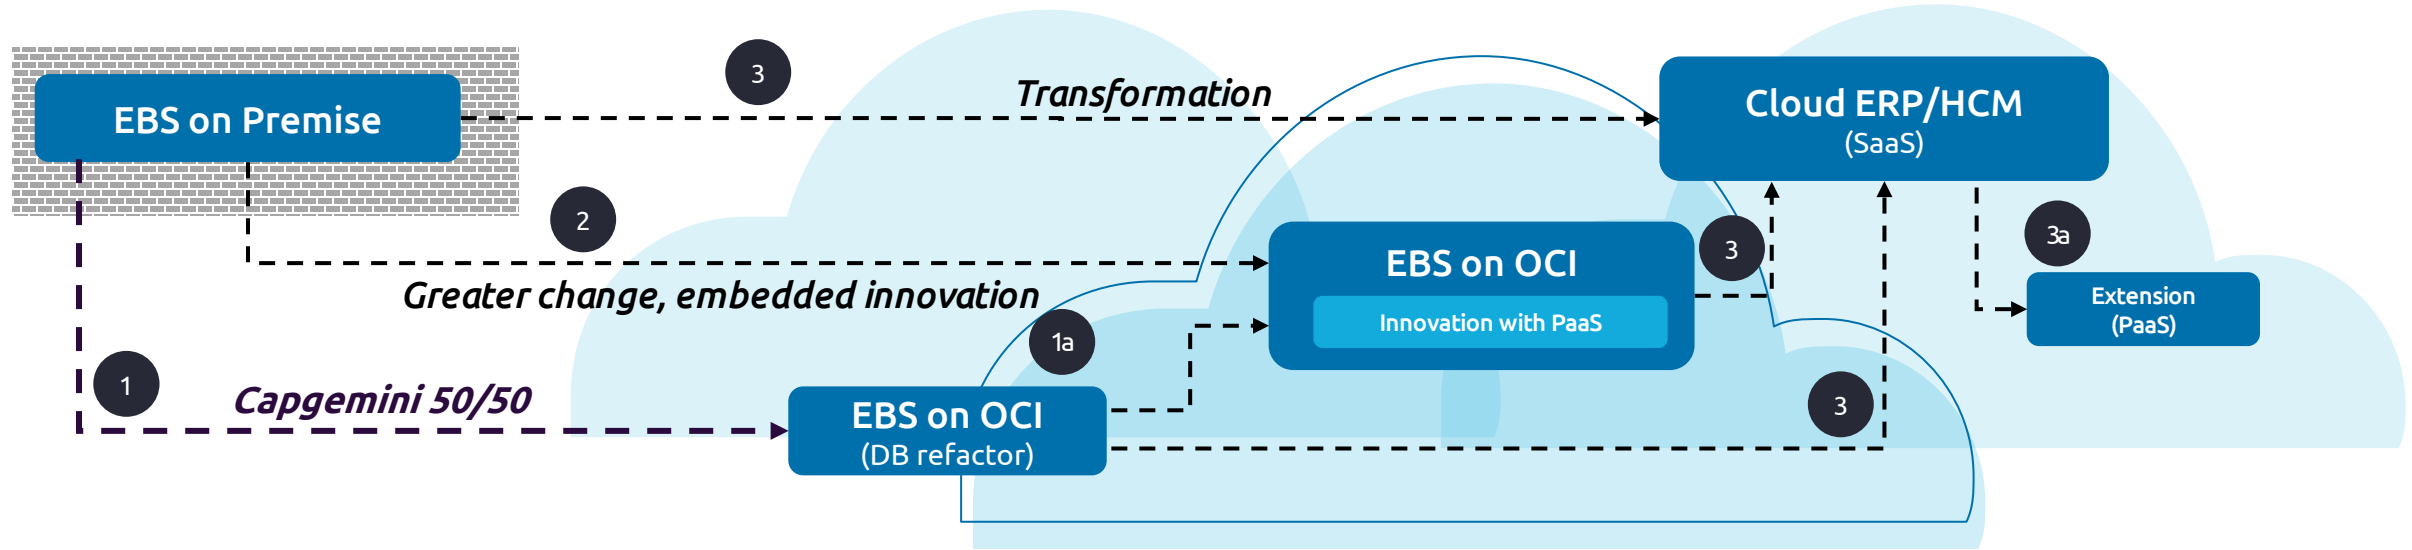 3
Transformation
EBS on Premise
Cloud ERP/HCM
(SaaS)
2
Greater change, embedded innovation
EBS on OCI
Innovation with PaaS
3
3a
Extension
(PaaS)
1
Capgemini 50/50
1a
EBS on OCI
(DB refactor)
3